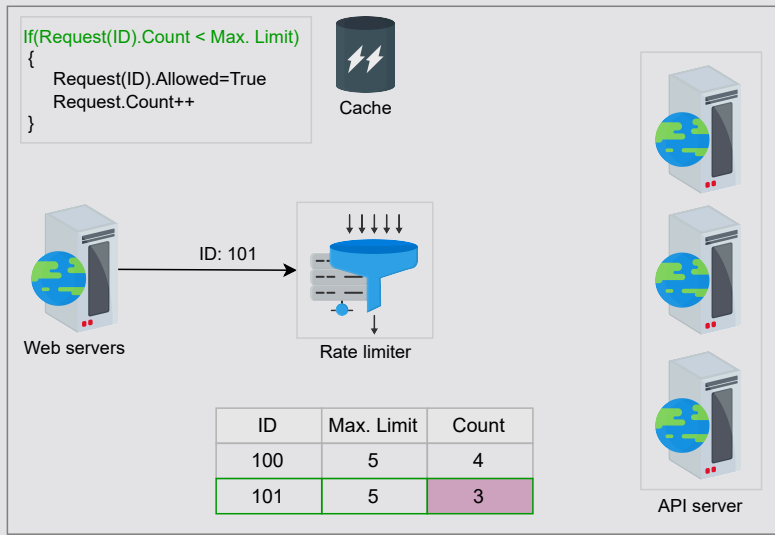 If(Request(ID).Count < Max. Limit)
{
Request(ID).Allowed=True
Request.Count++
}
Cache
ID: 101
Web servers
Rate limiter
ID Max. Limit Count
100 5 4
101 5 3
API server